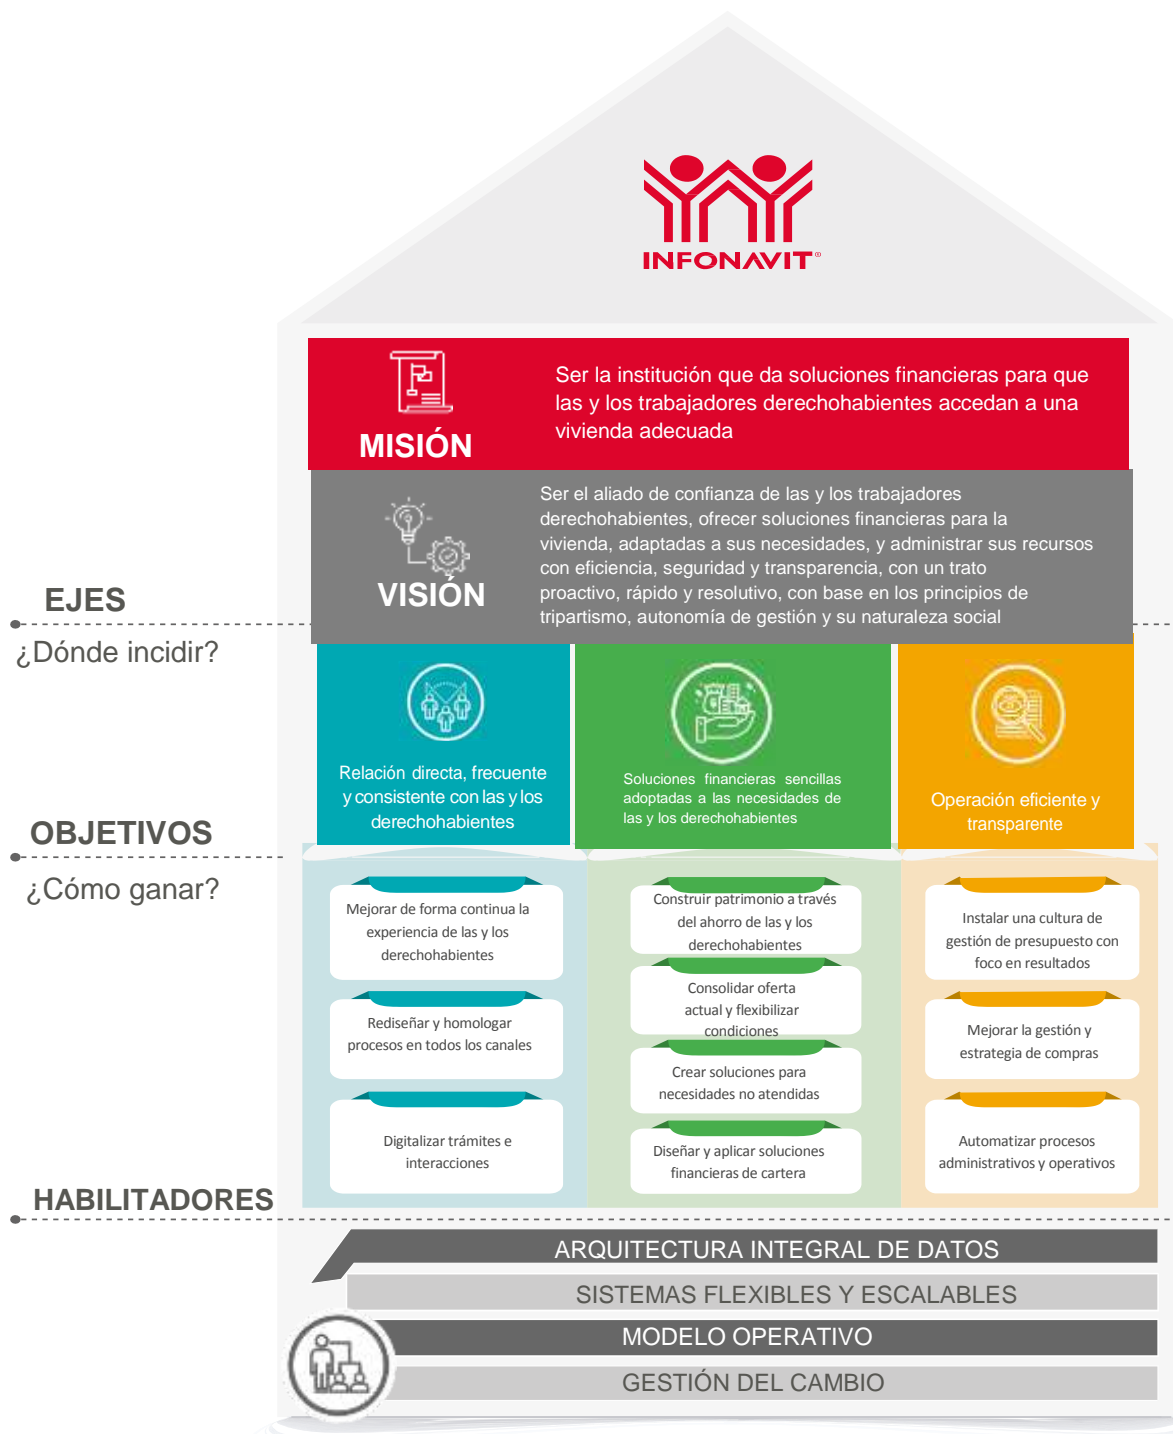 INFONAVIT®
MISIÓN
Ser la institución que da soluciones financieras para que
las y los trabajadores derechohabientes accedan a una
vivienda adecuada
VISIÓN
Ser el aliado de confianza de las y los trabajadores
derechohabientes, ofrecer soluciones financieras para la
vivienda, adaptadas a sus necesidades, y administrar sus recursos
con eficiencia, seguridad y transparencia, con un trato
proactivo, rápido y resolutivo, con base en los principios de
tripartismo, autonomía de gestión y su naturaleza social
EJES
¿Dónde incidir?
Relación directa, frecuente
y consistente con las y los
derechohabientes
Soluciones financieras sencillas
adoptadas a las necesidades de
las y los derechohabientes
Operación eficiente y
transparente
OBJETIVOS
¿Cómo ganar?
Mejorar de forma continua la
experiencia de las y los
derechohabientes
Rediseñar y homologar
procesos en todos los canales
Digitalizar trámites e
interacciones
Construir patrimonio a través
del ahorro de las y los
derechohabientes
Consolidar oferta
actual y flexibilizar
condiciones
Crear soluciones para
necesidades no atendidas
Diseñar y aplicar soluciones
financieras de cartera
Instalar una cultura de
gestión de presupuesto con
foco en resultados
Mejorar la gestión y
estrategia de compras
Automatizar procesos
administrativos y operativos
HABILITADORES
ARQUITECTURA INTEGRAL DE DATOS
SISTEMAS FLEXIBLES Y ESCALABLES
MODELO OPERATIVO
GESTIÓN DEL CAMBIO